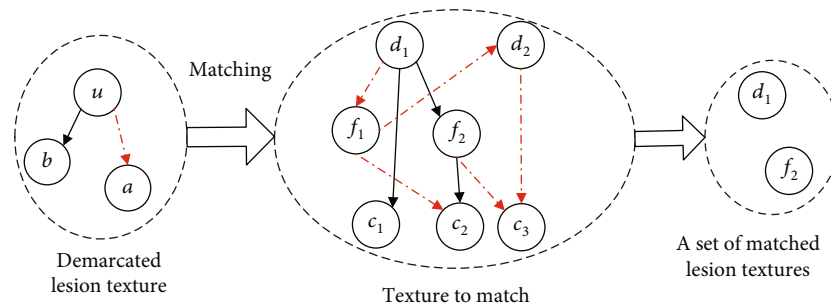 Matching
u
b
a
Demarcated
lesion texture
d₁
d₂
f₁
f₂
c₁
c₂
c₃
Texture to match
d₁
f₂
A set of matched
lesion textures